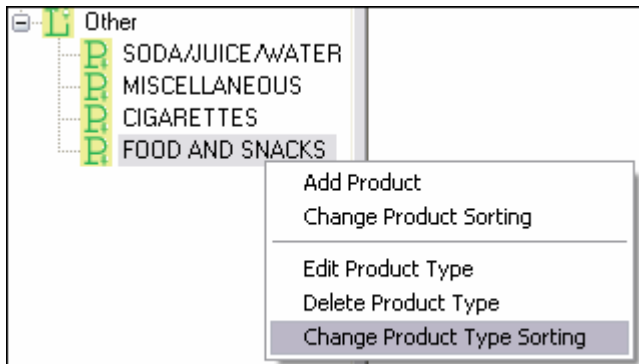 Other
SODA/JUICE/WATER
MISCELLANEOUS
CIGARETTES
FOOD AND SNACKS
Add Product
Change Product Sorting
Edit Product Type
Delete Product Type
Change Product Type Sorting